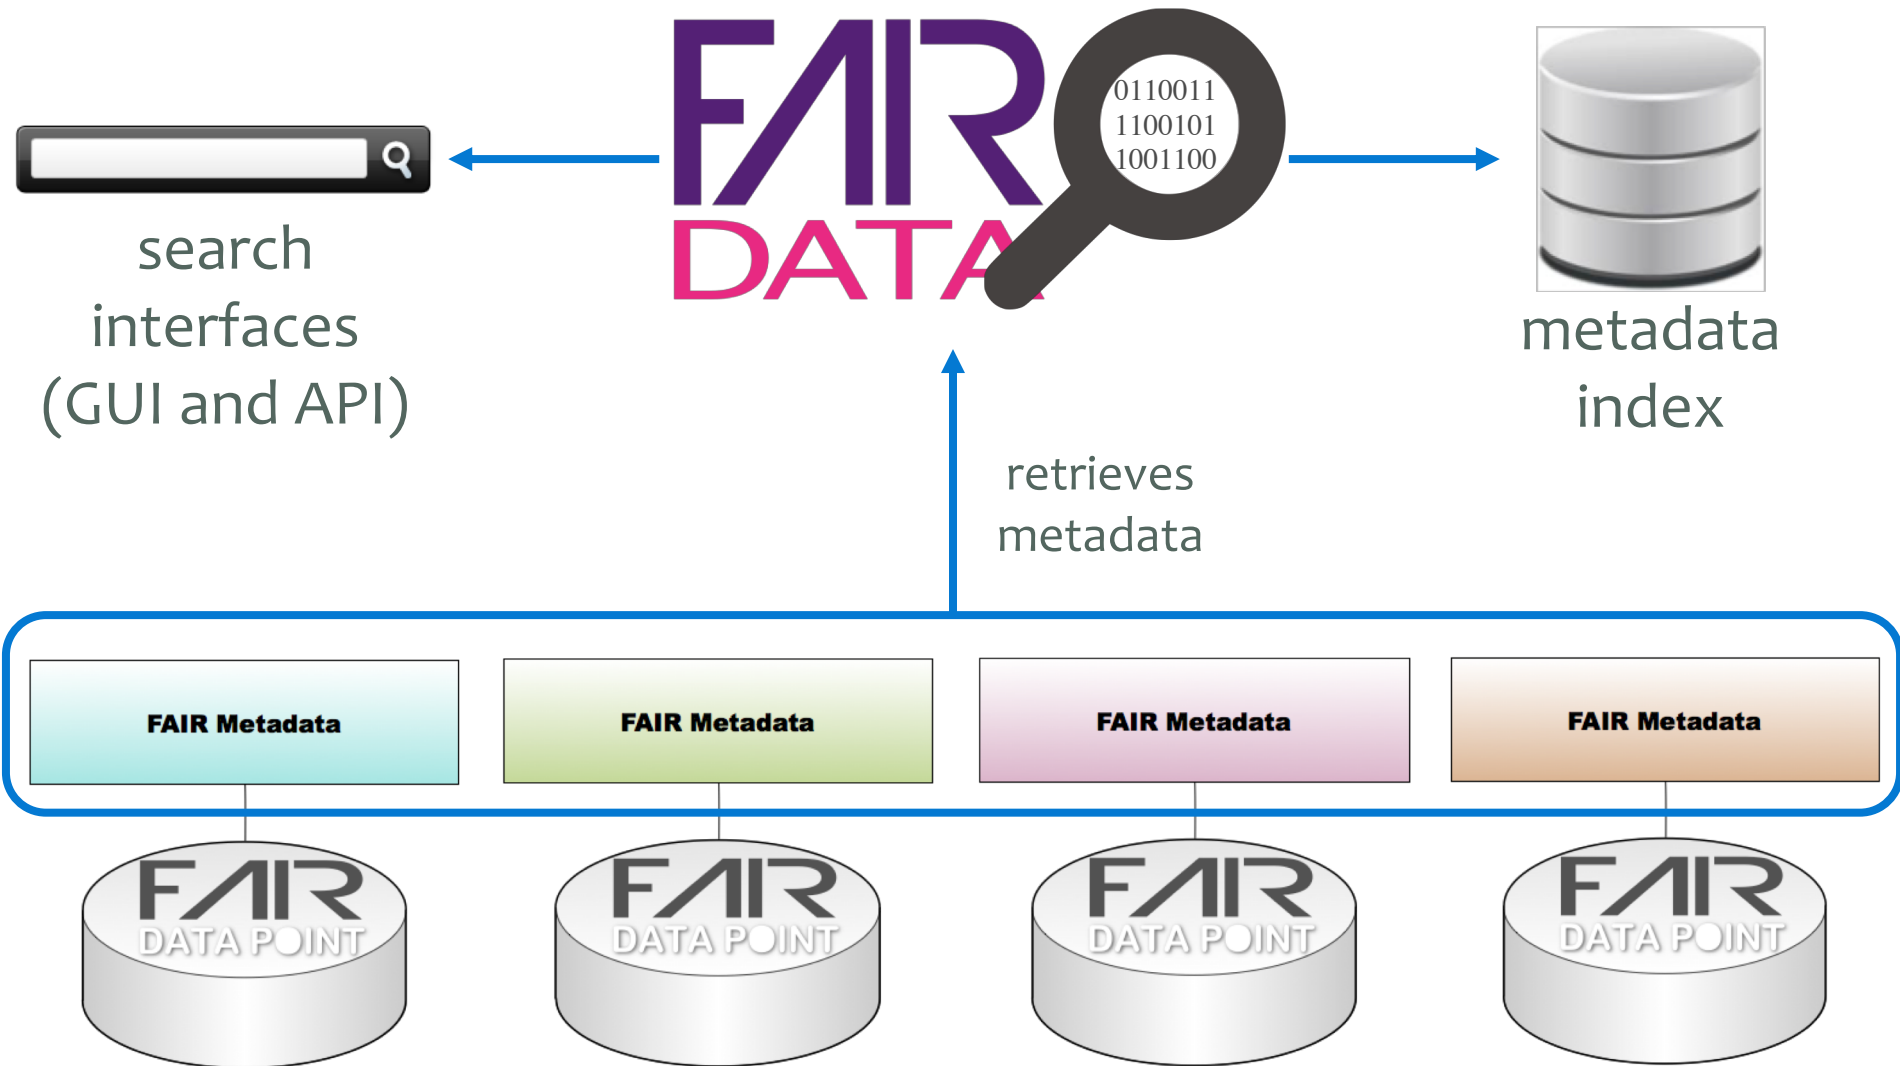 FAIR
DATA
0110011
1100101
1001100
search
interfaces
(GUI and API)
metadata
index
retrieves
metadata
FAIR Metadata
FAIR Metadata
FAIR Metadata
FAIR Metadata
FAIR
DATA POINT
FAIR
DATA POINT
FAIR
DATA POINT
FAIR
DATA POINT